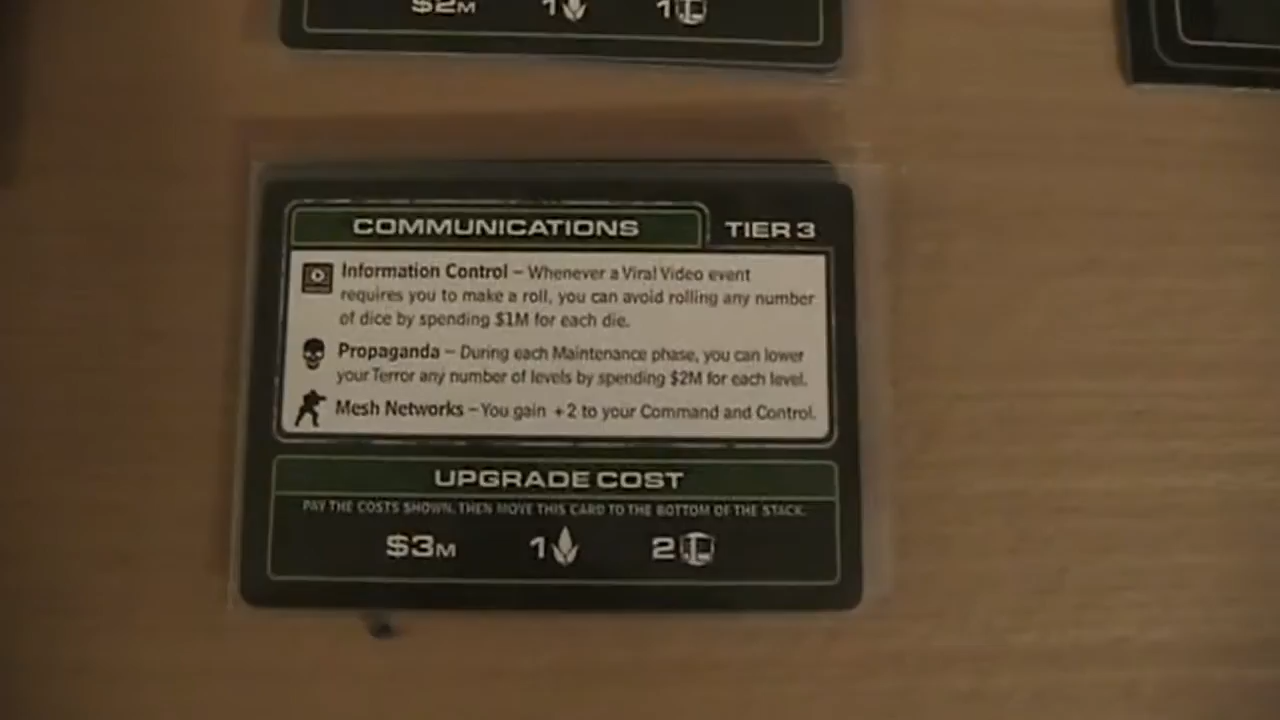 $2M 1 1
COMMUNICATIONS TIER 3
Information Control – Whenever a Viral Video event
requires you to make a roll, you can avoid rolling any number
of dice by spending $1M for each die.
Propaganda – During each Maintenance phase, you can lower
your Terror any number of levels by spending $2M for each level.
Mesh Networks – You gain +2 to your Command and Control.
UPGRADE COST
PAY THE COSTS SHOWN, THEN MOVE THIS CARD TO THE BOTTOM OF THE STACK.
$3M 1 2